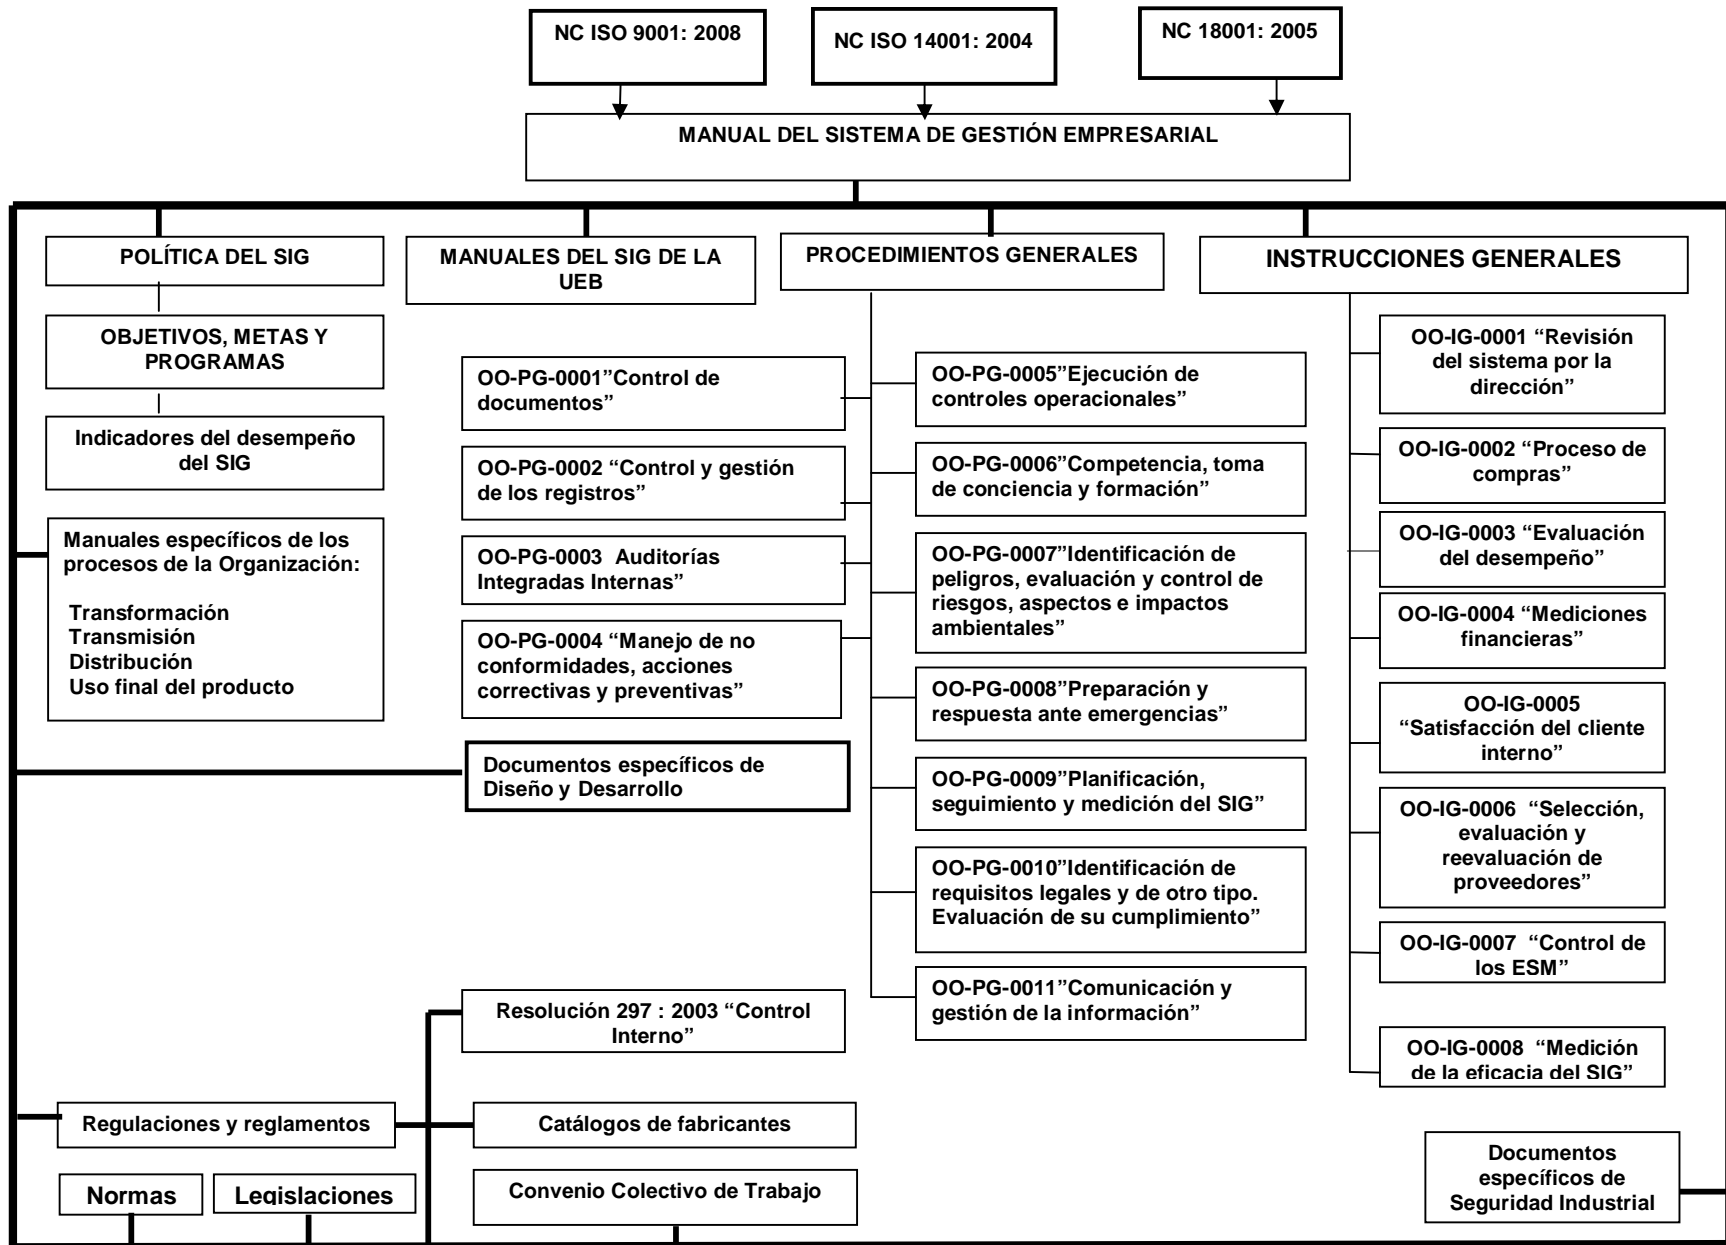 NC ISO 9001: 2008
NC ISO 14001: 2004
NC 18001: 2005
MANUAL DEL SISTEMA DE GESTIÓN EMPRESARIAL
POLÍTICA DEL SIG
OBJETIVOS, METAS Y
PROGRAMAS
Indicadores del desempeño
del SIG
Manuales específicos de los
procesos de la Organización:
Transformación
Transmisión
Distribución
Uso final del producto
MANUALES DEL SIG DE LA
UEB
PROCEDIMIENTOS GENERALES
OO-PG-0001”Control de
documentos”
OO-PG-0002 “Control y gestión
de los registros”
OO-PG-0003  Auditorías
Integradas Internas”
OO-PG-0004 “Manejo de no
conformidades, acciones
correctivas y preventivas”
Documentos específicos de
Diseño y Desarrollo
OO-PG-0005”Ejecución de
controles operacionales”
OO-PG-0006”Competencia, toma
de conciencia y formación”
OO-PG-0007”Identificación de
peligros, evaluación y control de
riesgos, aspectos e impactos
ambientales”
OO-PG-0008”Preparación y
respuesta ante emergencias”
OO-PG-0009”Planificación,
seguimiento y medición del SIG”
OO-PG-0010”Identificación de
requisitos legales y de otro tipo.
Evaluación de su cumplimiento”
OO-PG-0011”Comunicación y
gestión de la información”
INSTRUCCIONES GENERALES
OO-IG-0001 “Revisión
del sistema por la
dirección”
OO-IG-0002 “Proceso de
compras”
OO-IG-0003 “Evaluación
del desempeño”
OO-IG-0004 “Mediciones
financieras”
OO-IG-0005
“Satisfacción del cliente
interno”
OO-IG-0006  “Selección,
evaluación y
reevaluación de
proveedores”
OO-IG-0007  “Control de
los ESM”
OO-IG-0008  “Medición
de la eficacia del SIG”
Resolución 297 : 2003 “Control
Interno”
Regulaciones y reglamentos
Catálogos de fabricantes
Normas
Legislaciones
Convenio Colectivo de Trabajo
Documentos
específicos de
Seguridad Industrial